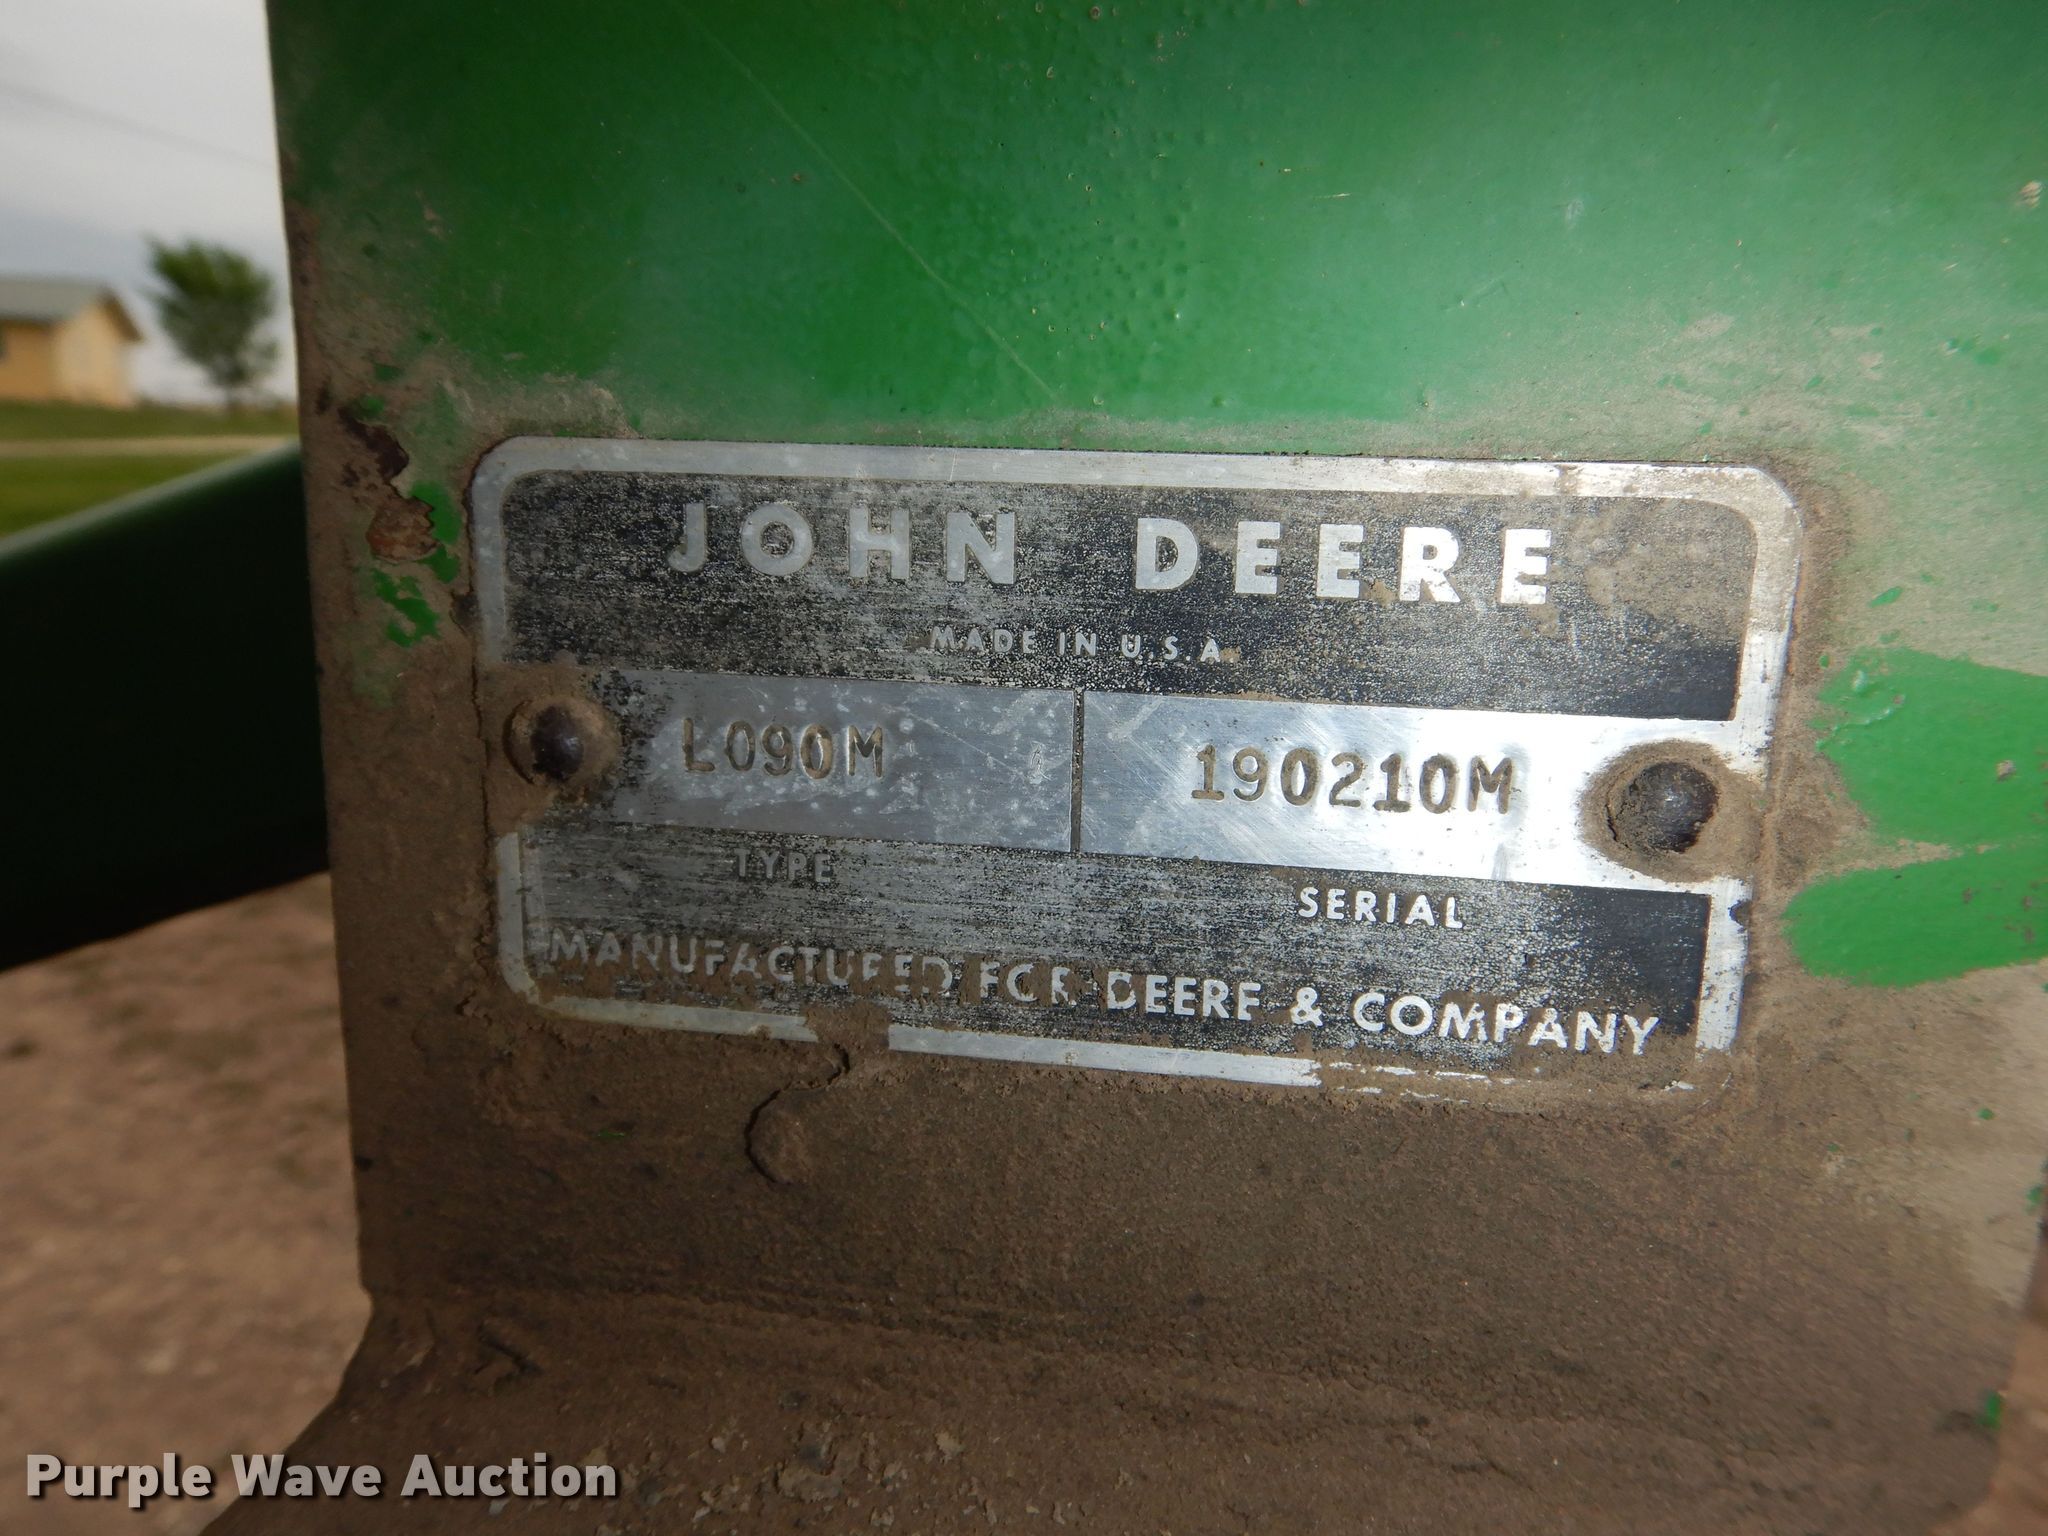 JOHN DEERE
MADE IN U.S.A.
L090M 190210M
TYPE SERIAL
MANUFACTURED FOR DEERE & COMPANY
Purple Wave Auction